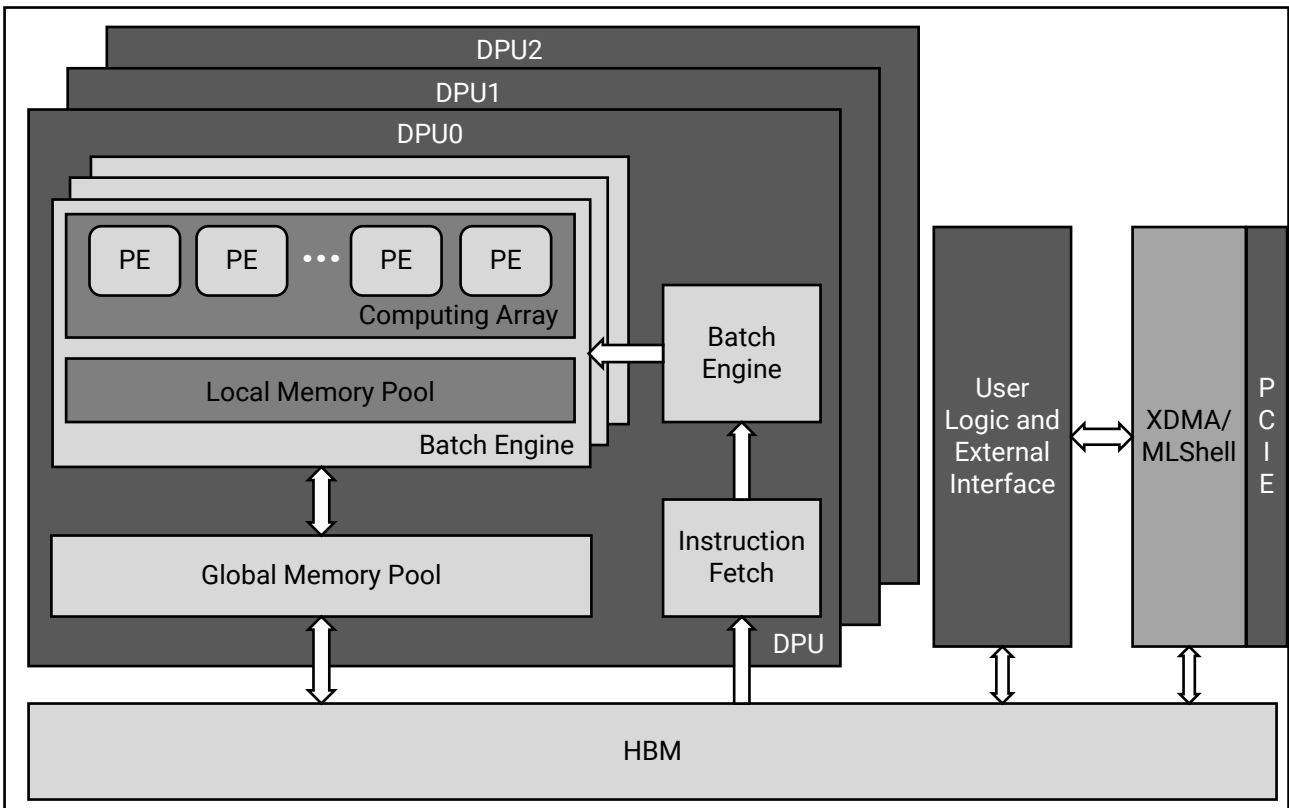 DPU2
DPU1
DPU0
PE PE ••• PE PE
Computing Array
Local Memory Pool
Batch Engine
Batch
Engine
Global Memory Pool
Instruction
Fetch
DPU
User
Logic and
External
Interface
XDMA/
MLShell
P
C
I
E
HBM